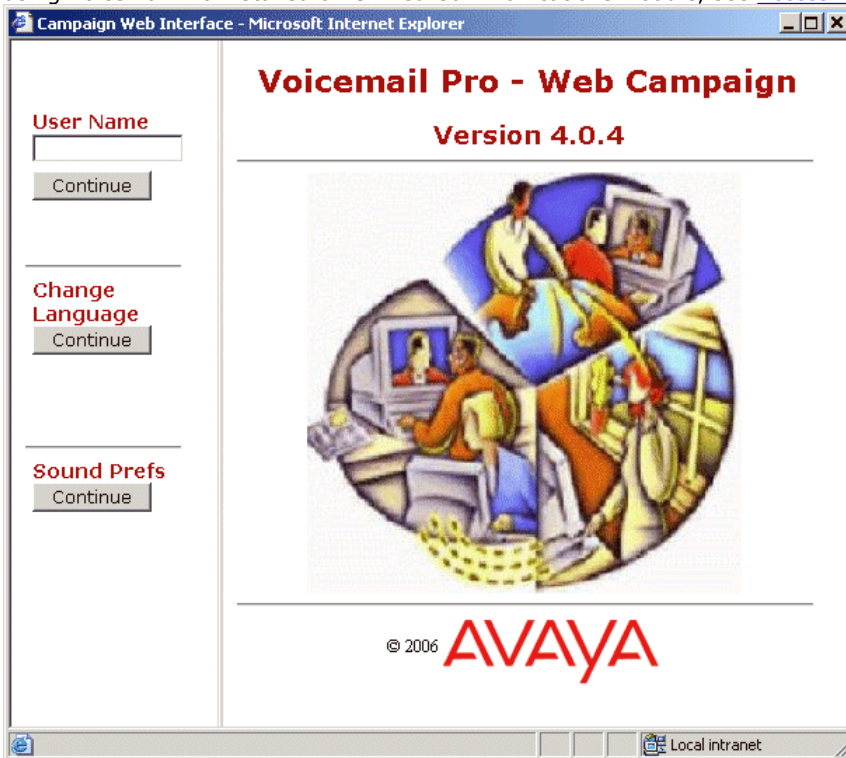 Campaign Web Interface - Microsoft Internet Explorer
User Name
Continue
Change
Language
Continue
Sound Prefs
Continue
Voicemail Pro - Web Campaign
Version 4.0.4
© 2006 AVAYA
Local intranet